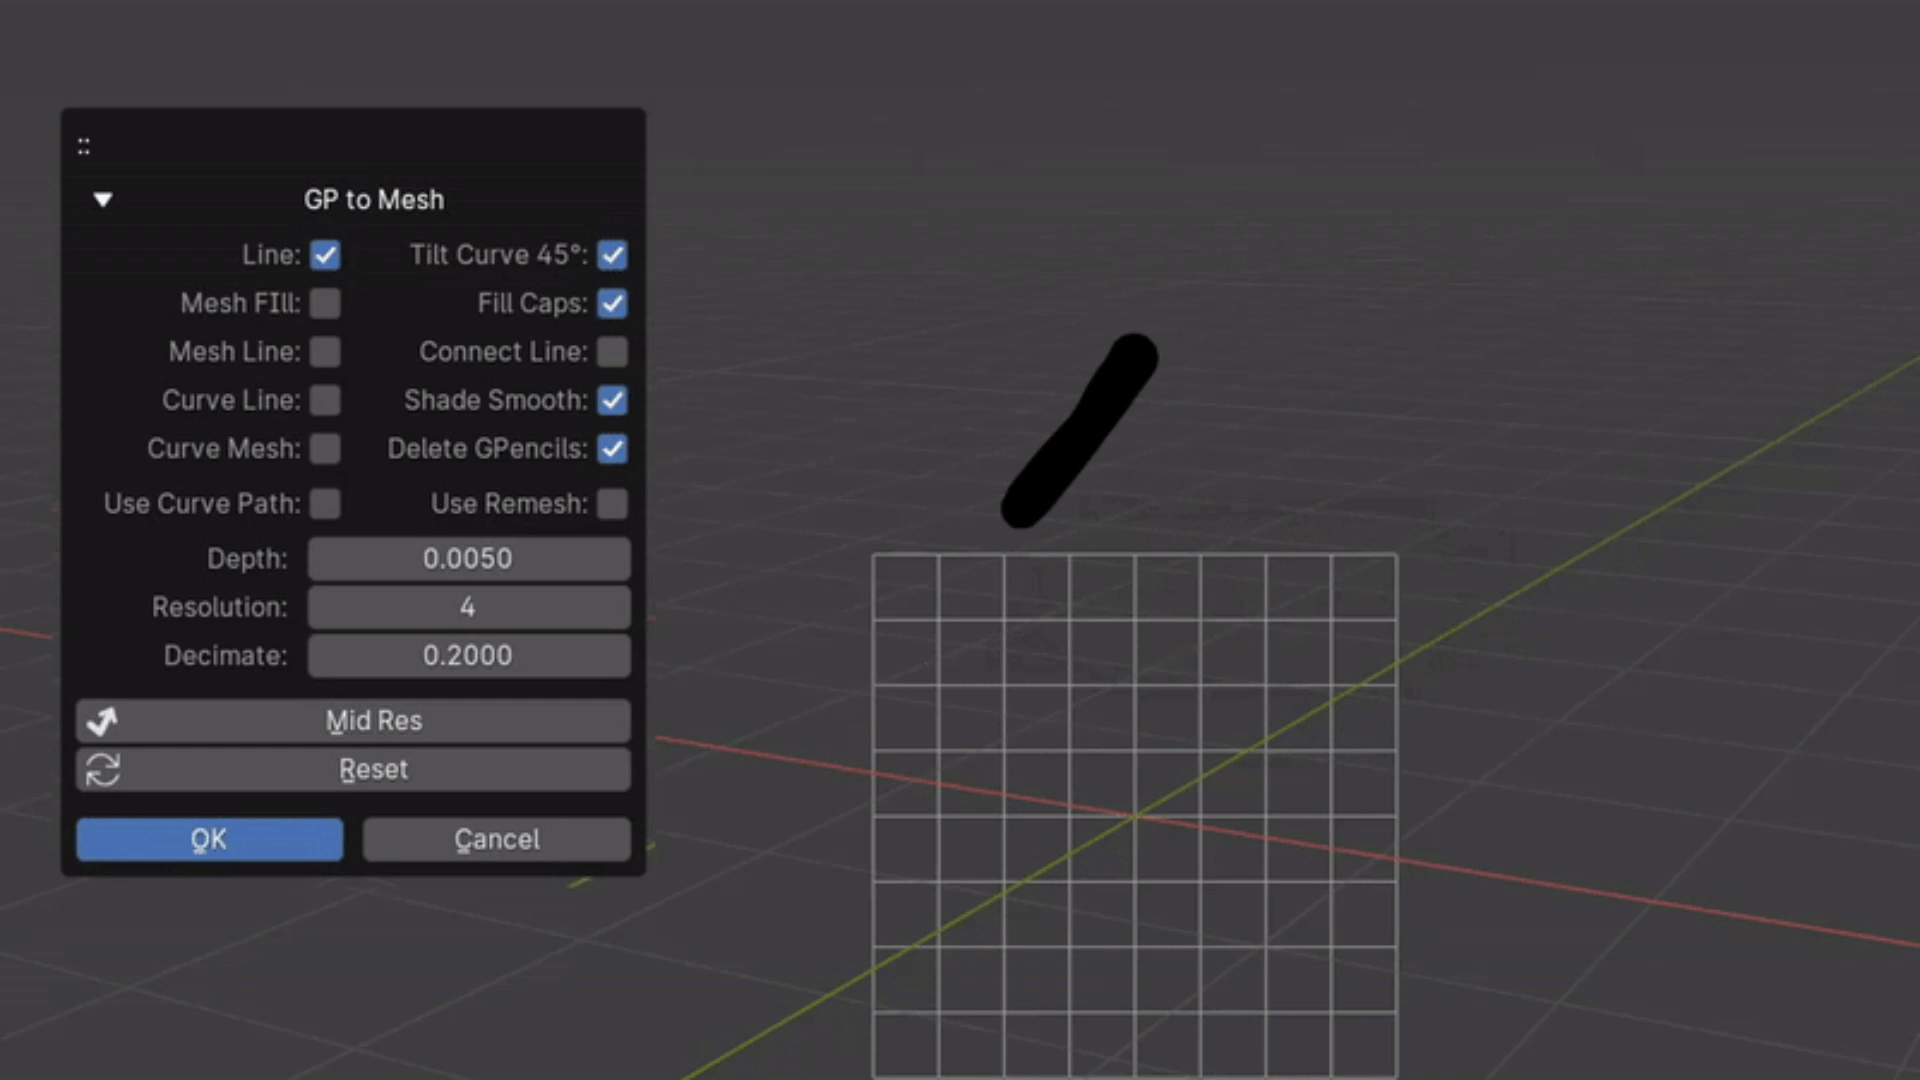 GP to Mesh
Line: Tilt Curve 45°:
Mesh FIll: Fill Caps:
Mesh Line: Connect Line:
Curve Line: Shade Smooth:
Curve Mesh: Delete GPencils:
Use Curve Path: Use Remesh:
Depth: 0.0050
Resolution: 4
Decimate: 0.2000
Mid Res
Reset
OK Cancel